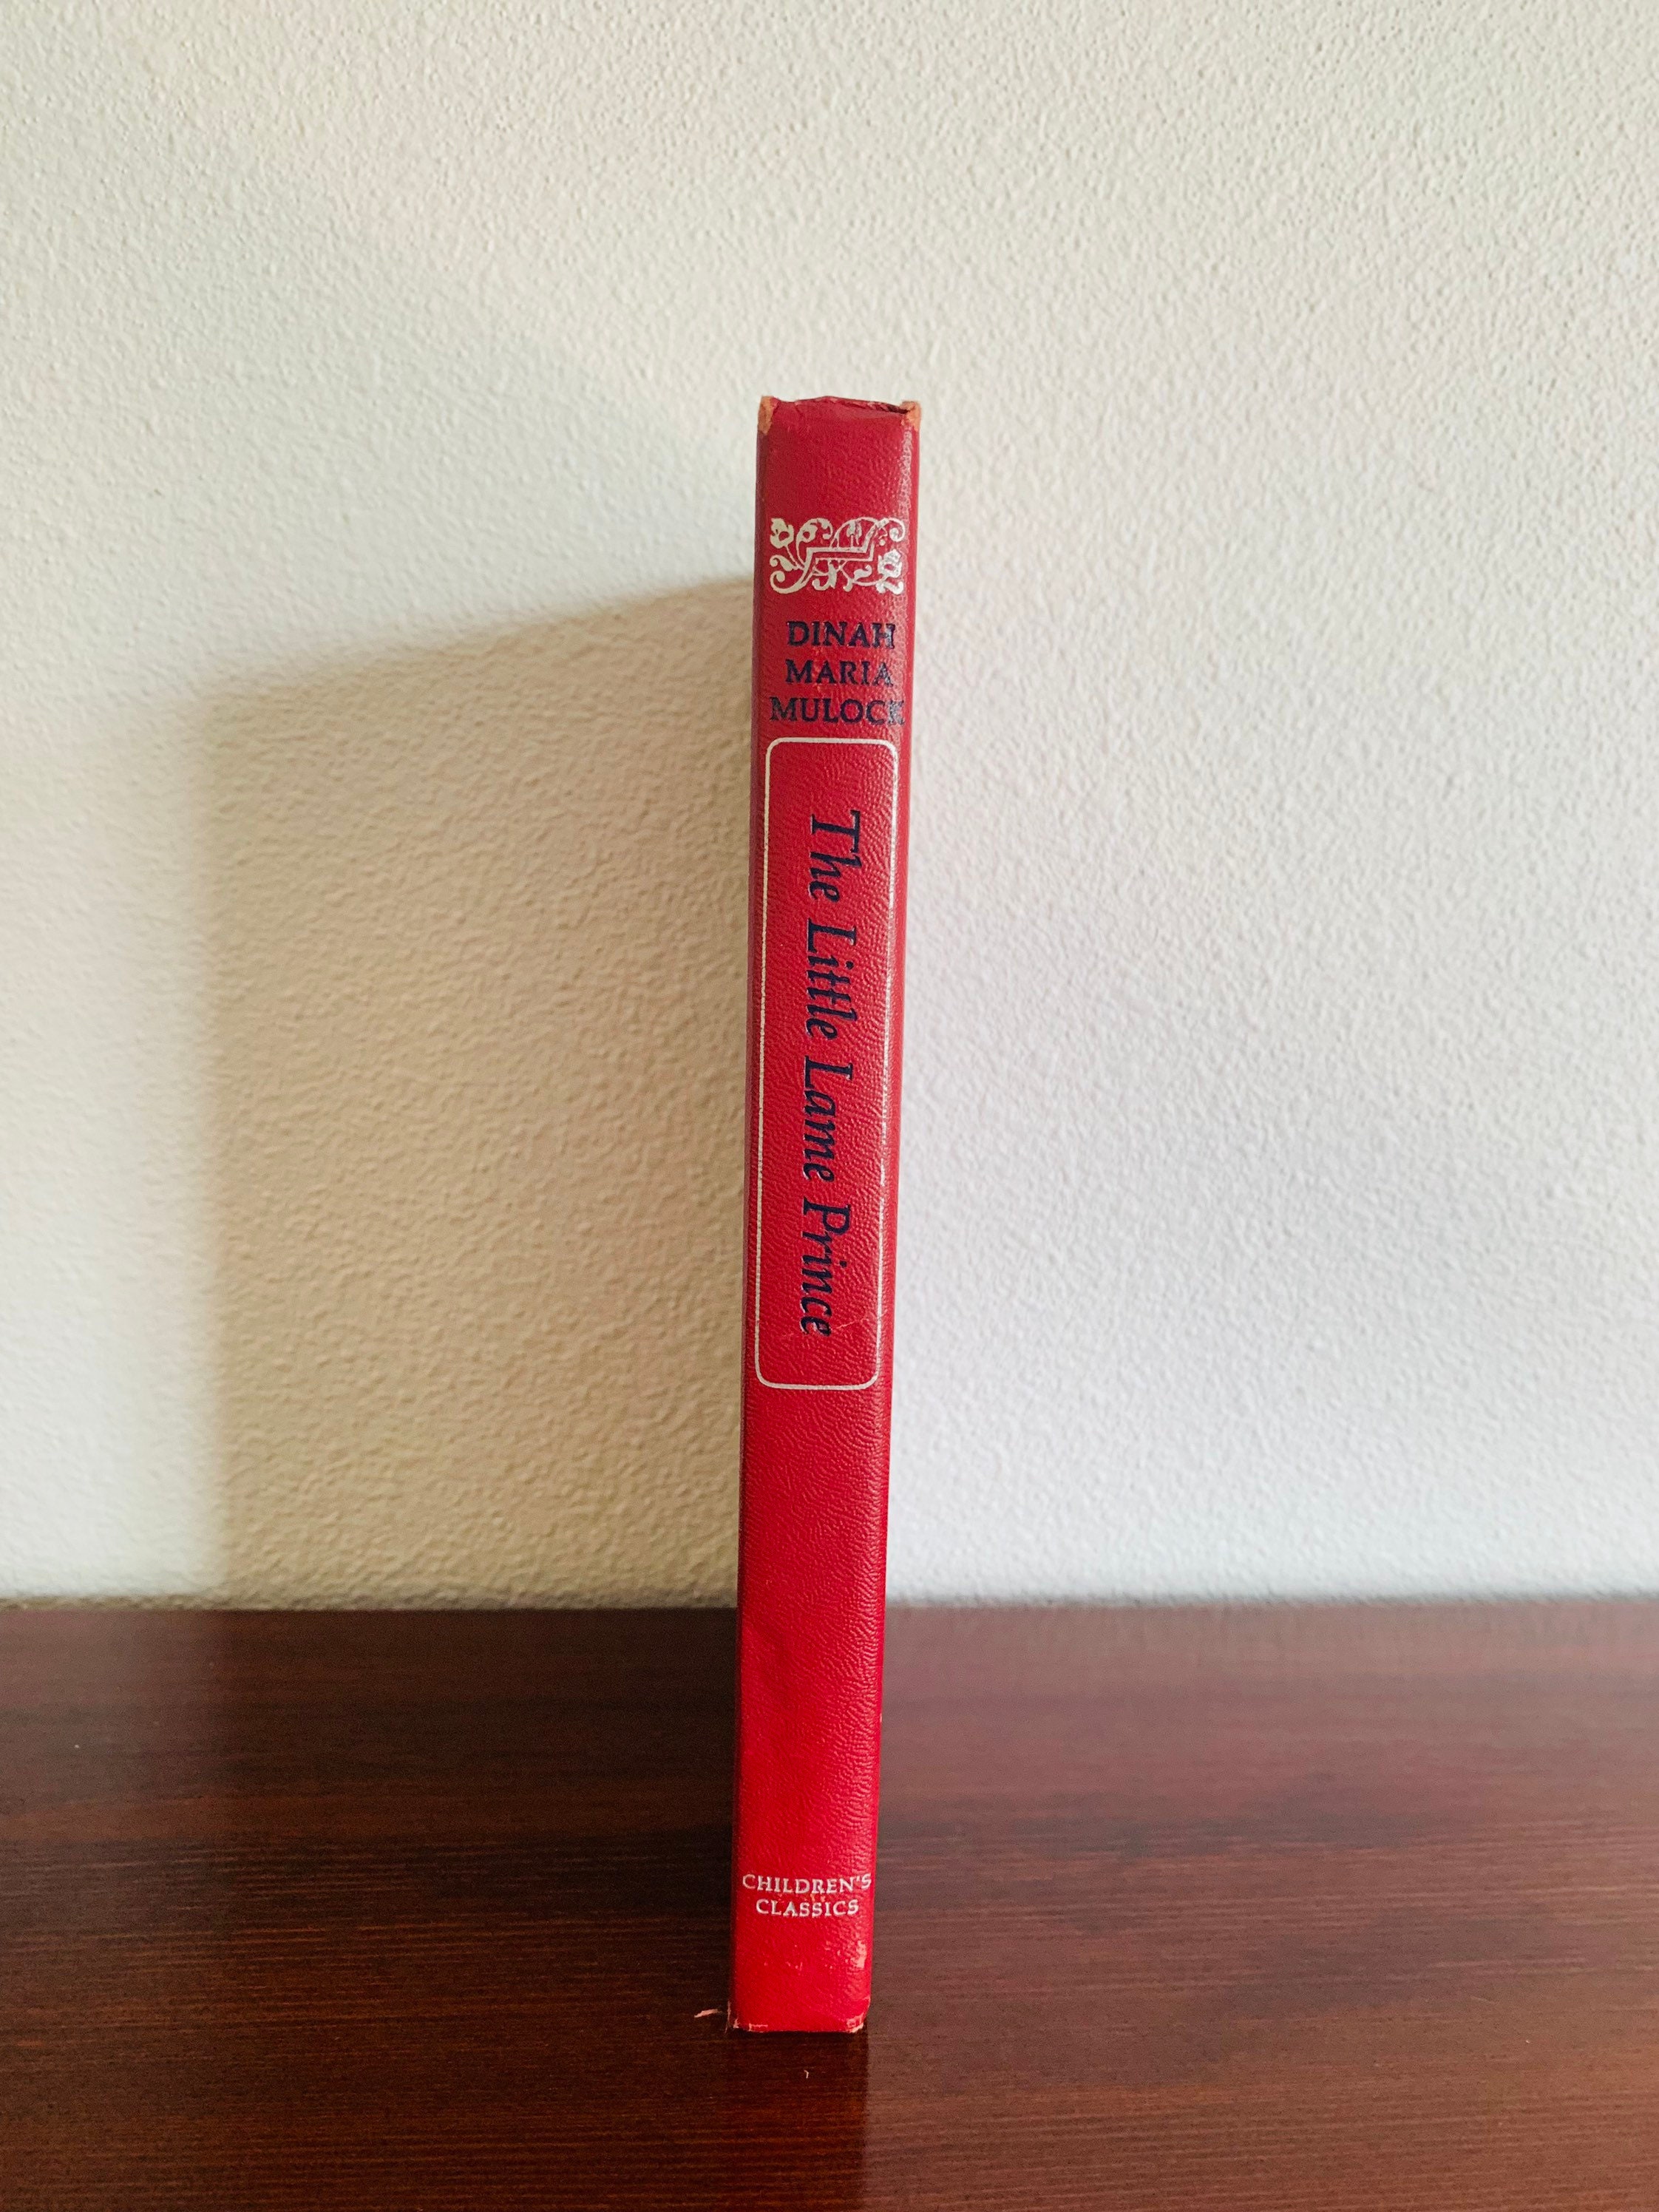 DINAH
MARIA
MULOCK
The Little Lame Prince
CHILDREN'S
CLASSICS